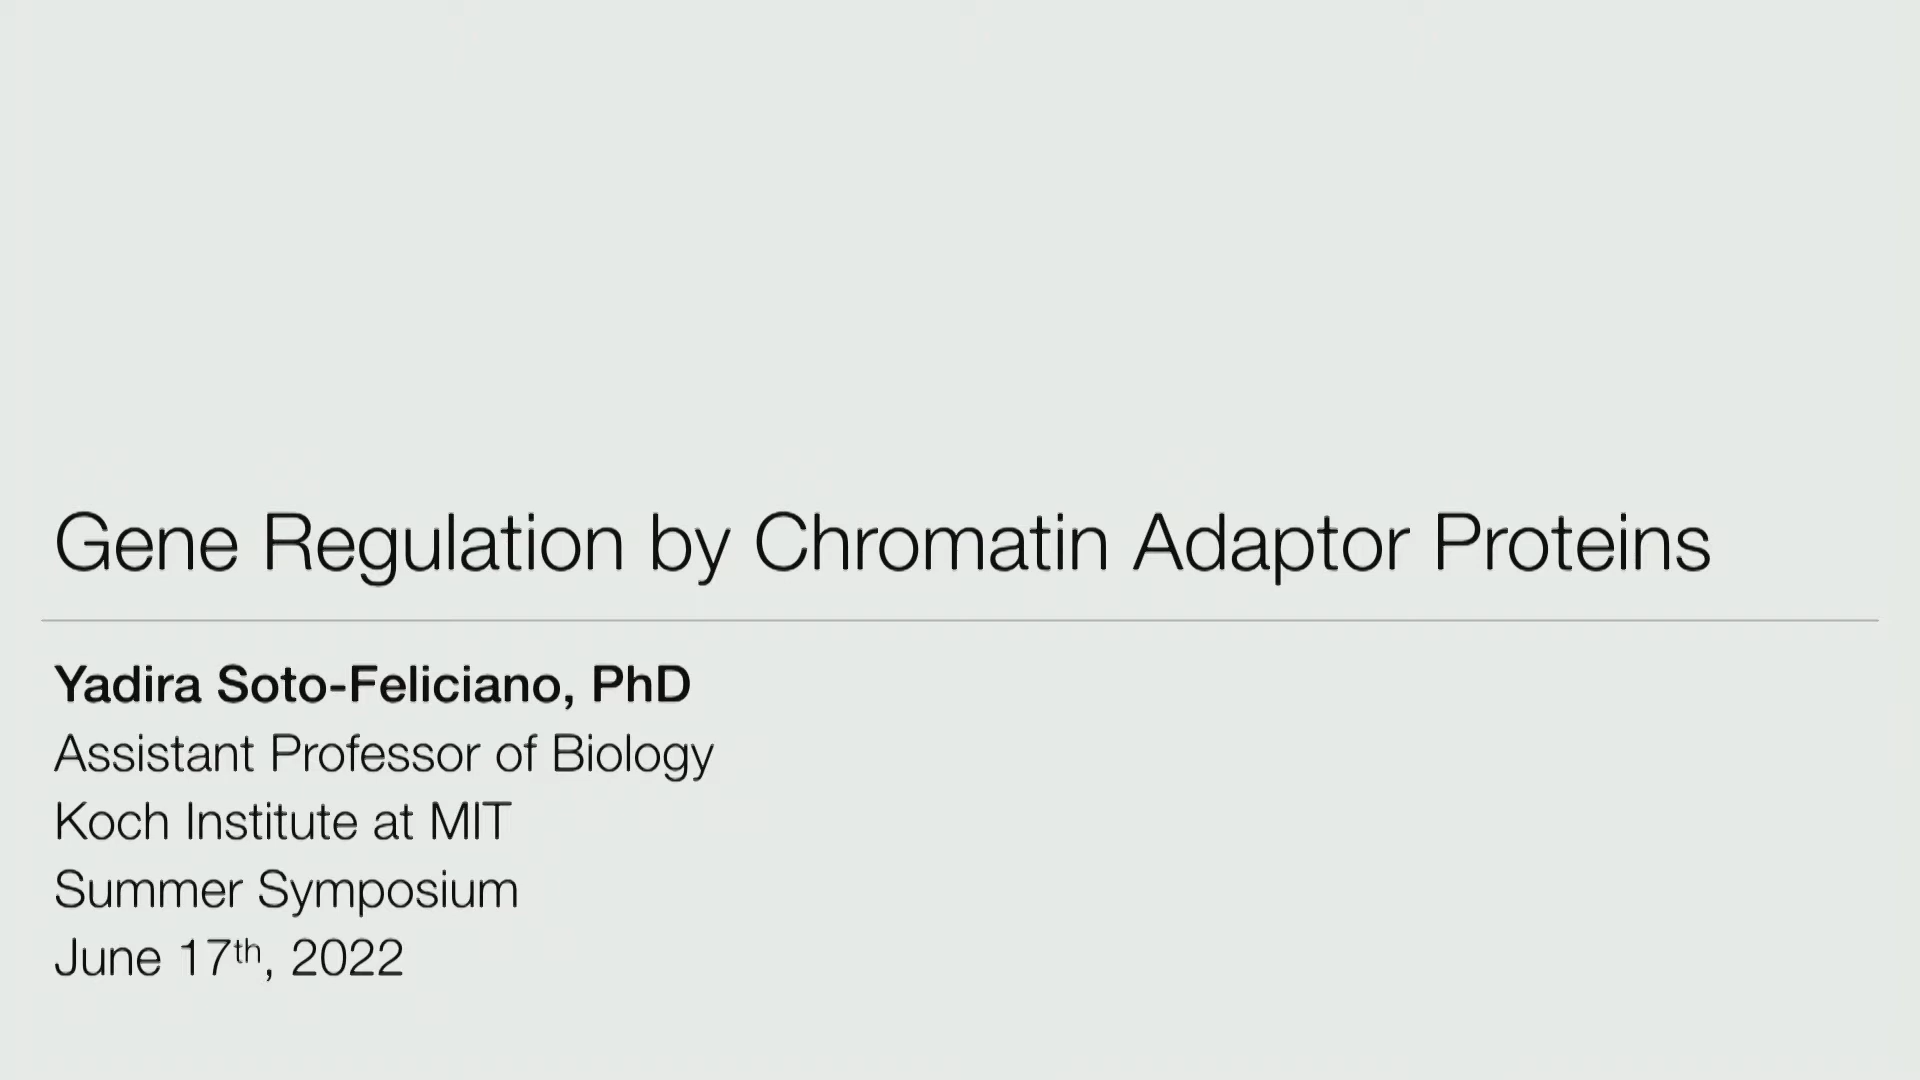 Gene Regulation by Chromatin Adaptor Proteins
Yadira Soto-Feliciano, PhD
Assistant Professor of Biology
Koch Institute at MIT
Summer Symposium
June 17th, 2022